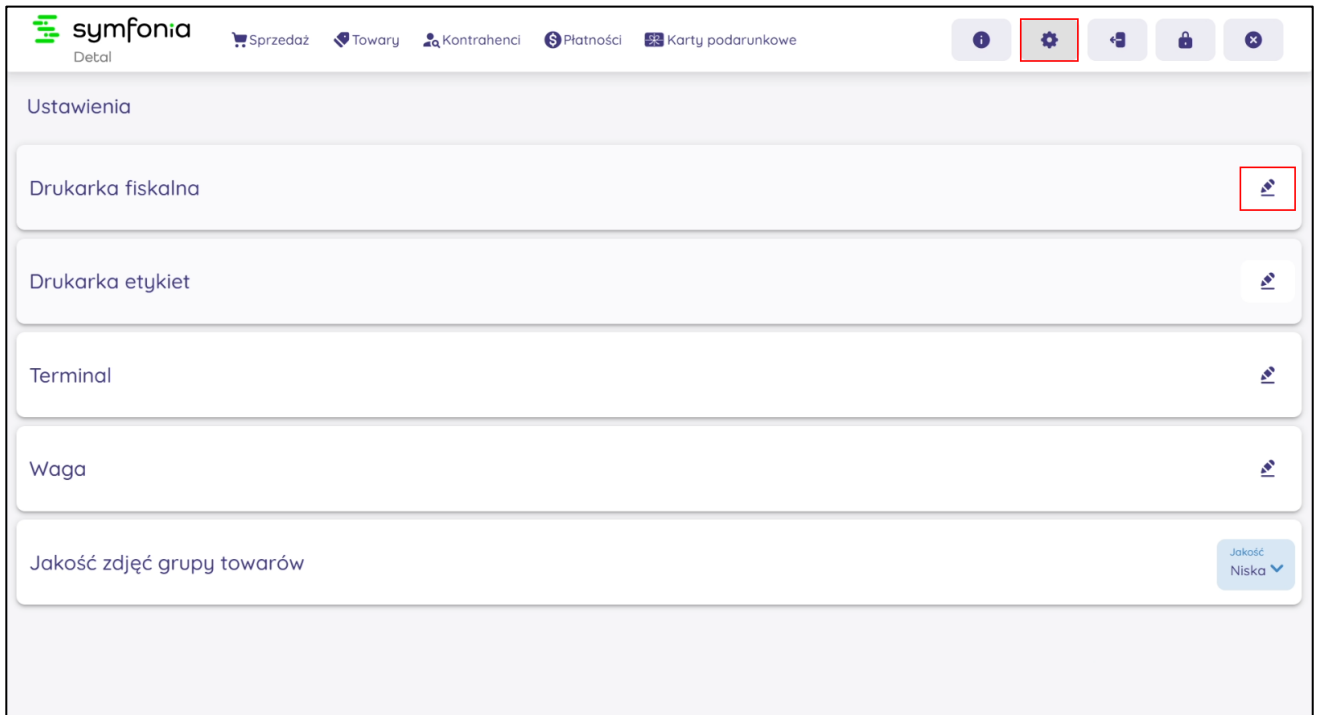 symfonia
Detal
Sprzedaż Towary Kontrahenci Płatności Karty podarunkowe
Ustawienia
Drukarka fiskalna
Drukarka etykiet
Terminal
Waga
Jakość zdjęć grupy towarów
Jakość
Niska